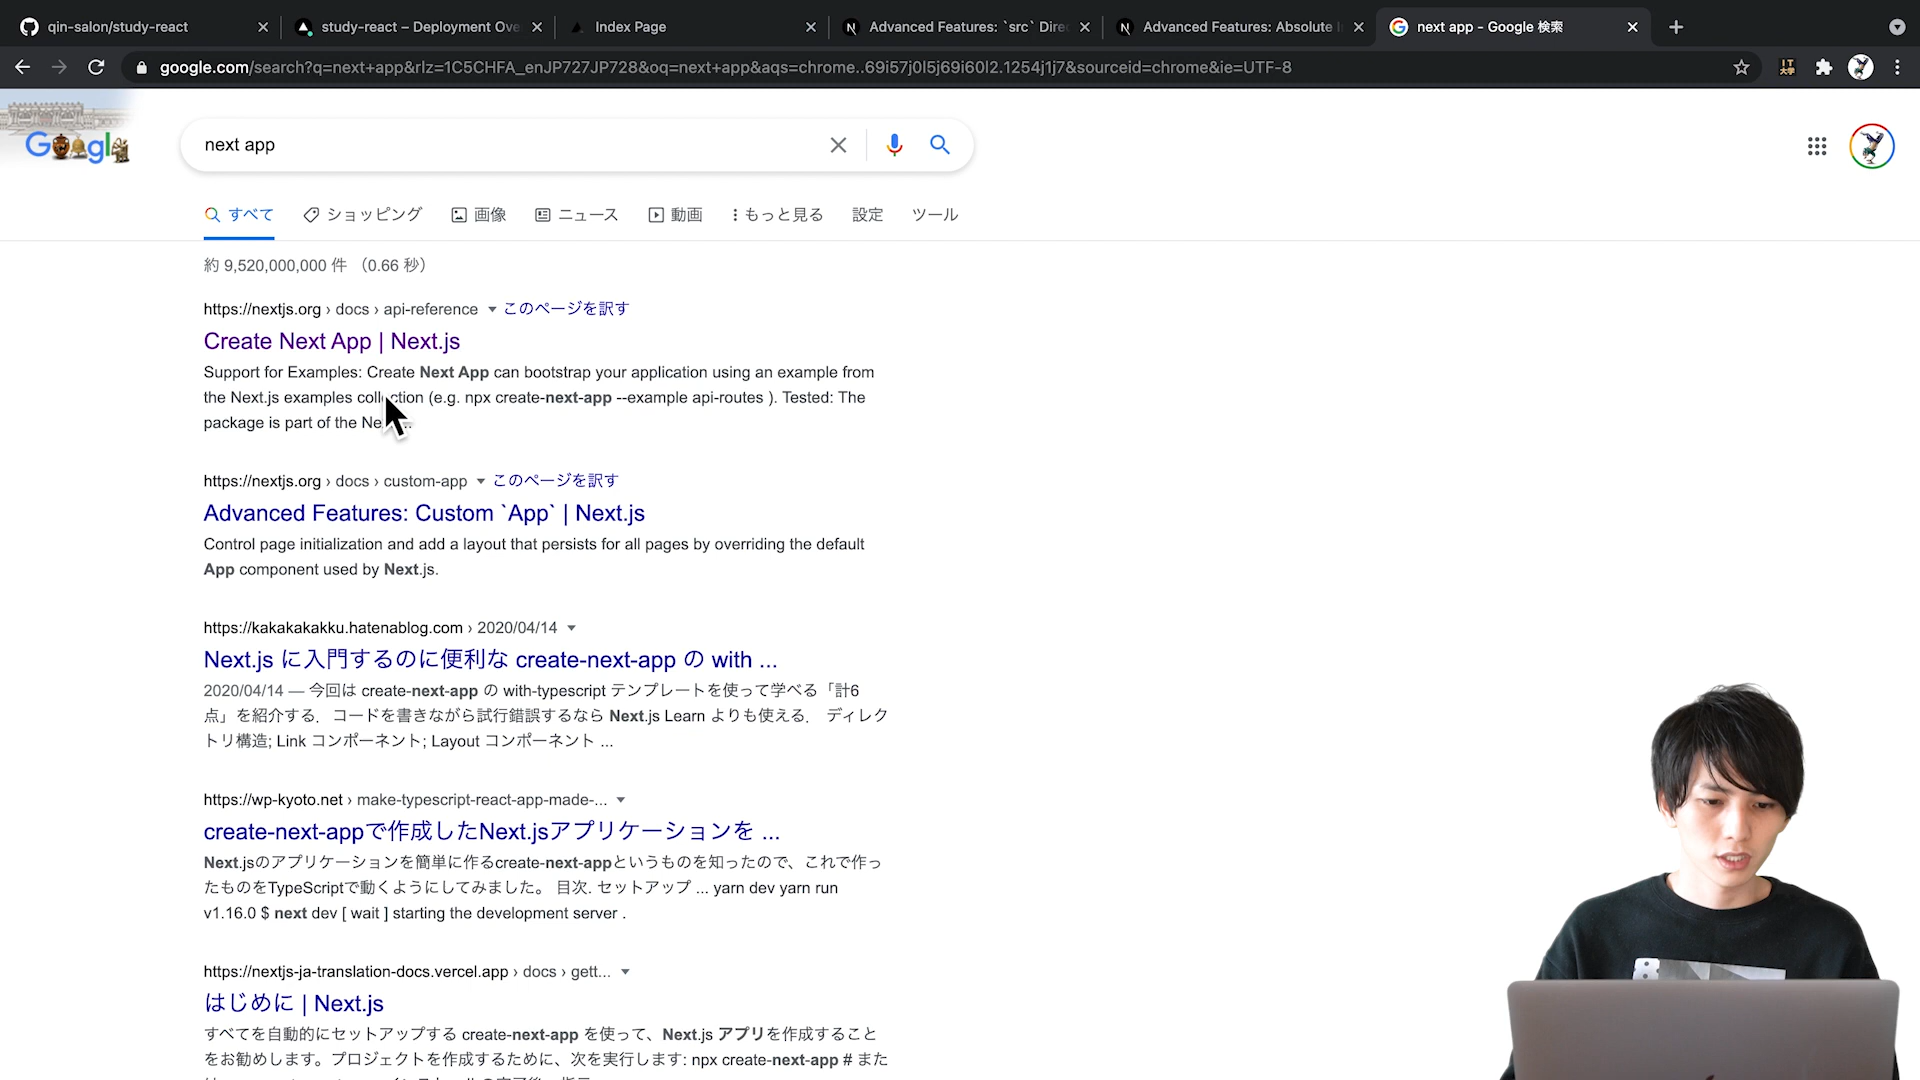 qin-salon/study-react
study-react – Deployment Ove
Index Page
Advanced Features: `src` Dire
Advanced Features: Absolute I
next app - Google 検索
google.com/search?q=next+app&rlz=1C5CHFA_enJP727JP728&oq=next+app&aqs=chrome..69i57j0l5j69i60l2.1254j1j7&sourceid=chrome&ie=UTF-8
IT
大学
next app
すべて
ショッピング
画像
ニュース
動画
もっと見る
設定
ツール
約 9,520,000,000 件 （0.66 秒）
https://nextjs.org › docs › api-reference
このページを訳す
Create Next App | Next.js
Support for Examples: Create Next App can bootstrap your application using an example from
the Next.js examples collection (e.g. npx create-next-app --example api-routes ). Tested: The
package is part of the Ne
https://nextjs.org › docs › custom-app
このページを訳す
Advanced Features: Custom `App` | Next.js
Control page initialization and add a layout that persists for all pages by overriding the default
App component used by Next.js.
https://kakakakakku.hatenablog.com › 2020/04/14
Next.js に入門するのに便利な create-next-app の with ...
2020/04/14 — 今回は create-next-app の with-typescript テンプレートを使って学べる「計6
点」を紹介する． コードを書きながら試行錯誤するなら Next.js Learn よりも使える． ディレク
トリ構造; Link コンポーネント; Layout コンポーネント ...
https://wp-kyoto.net › make-typescript-react-app-made-...
create-next-appで作成したNext.jsアプリケーションを ...
Next.jsのアプリケーションを簡単に作るcreate-next-appというものを知ったので、これで作っ
たものをTypeScriptで動くようにしてみました。 目次. セットアップ ... yarn dev yarn run
v1.16.0 $ next dev [ wait ] starting the development server .
https://nextjs-ja-translation-docs.vercel.app › docs › gett...
はじめに | Next.js
すべてを自動的にセットアップする create-next-app を使って、Next.js アプリを作成すること
をお勧めします。プロジェクトを作成するために、次を実行します: npx create-next-app # また